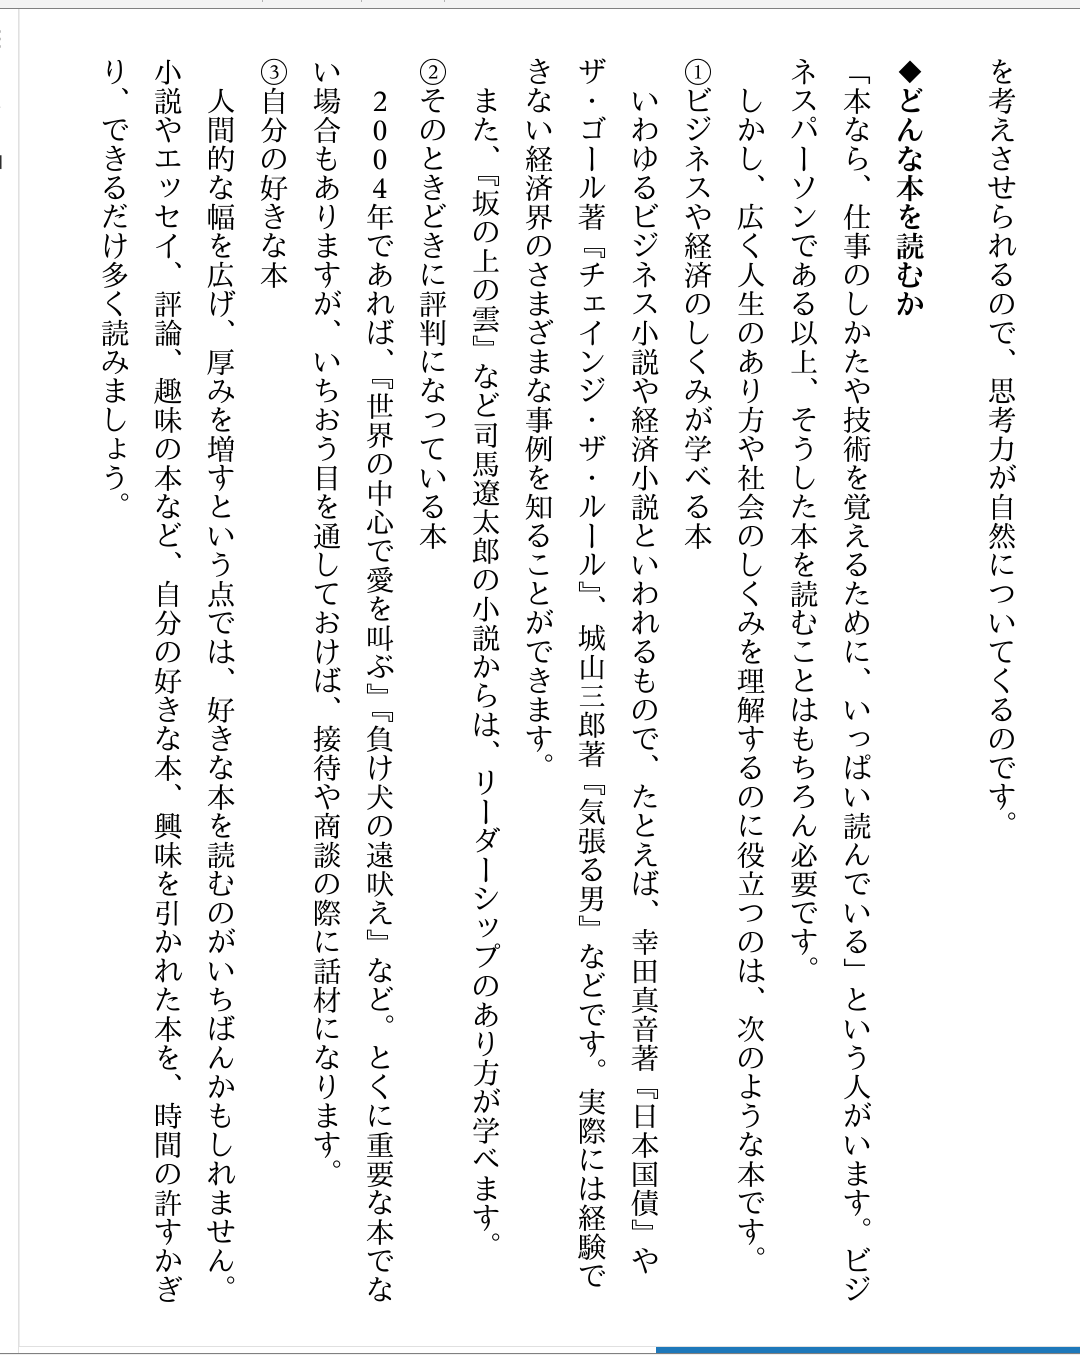 を考えさせられるので、思考力が自然についてくるのです。
◆どんな本を読むか
「本なら、仕事のしかたや技術を覚えるために、いっぱい読んでいる」という人がいます。ビジ
ネスパーソンである以上、そうした本を読むことはもちろん必要です。
しかし、広く人生のあり方や社会のしくみを理解するのに役立つのは、次のような本です。
①ビジネスや経済のしくみが学べる本
いわゆるビジネス小説や経済小説といわれるもので、たとえば、幸田真音著『日本国債』や
ザ・ゴール著『チェインジ・ザ・ルール』、城山三郎著『気張る男』などです。実際には経験で
きない経済界のさまざまな事例を知ることができます。
また、『坂の上の雲』など司馬遼太郎の小説からは、リーダーシップのあり方が学べます。
②そのときどきに評判になっている本
2004年であれば、『世界の中心で愛を叫ぶ』『負け犬の遠吠え』など。とくに重要な本でな
い場合もありますが、いちおう目を通しておけば、接待や商談の際に話材になります。
③自分の好きな本
人間的な幅を広げ、厚みを増すという点では、好きな本を読むのがいちばんかもしれません。
小説やエッセイ、評論、趣味の本など、自分の好きな本、興味を引かれた本を、時間の許すかぎ
り、できるだけ多く読みましょう。